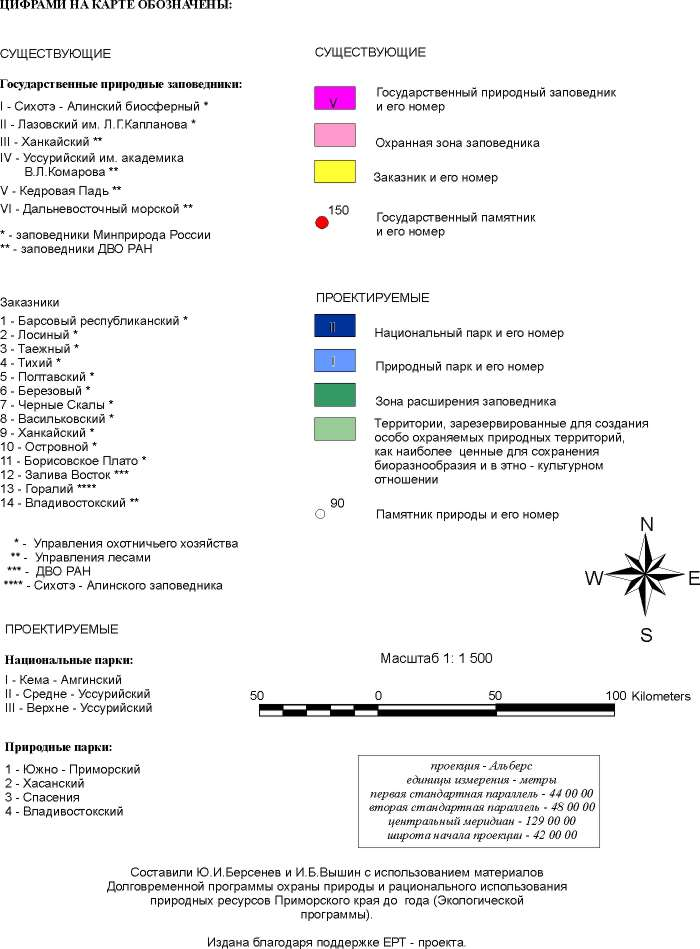 ЦИФРАМИ НА КАРТЕ ОБОЗНАЧЕНЫ:
СУЩЕСТВУЮЩИЕ
Государственные природные заповедники:
I - Сихотэ - Алинский биосферный *
II - Лазовский им. Л.Г.Капланова *
III - Ханкайский **
IV - Уссурийский им. академика
В.Л.Комарова **
V - Кедровая Падь **
VI - Дальневосточный морской **
* - заповедники Минприрода России
** - заповедники ДВО РАН
Заказники
1 - Барсовый республиканский *
2 - Лосиный *
3 - Таежный *
4 - Тихий *
5 - Полтавский *
6 - Березовый *
7 - Черные Скалы *
8 - Васильковский *
9 - Ханкайский *
10 - Островной *
11 - Борисовское Плато *
12 - Залива Восток ***
13 - Горалий ****
14 - Владивостокский **
* - Управления охотничьего хозяйства
** - Управления лесами
*** - ДВО РАН
**** - Сихотэ - Алинского заповедника
ПРОЕКТИРУЕМЫЕ
Национальные парки:
I - Кема - Амгинский
II - Средне - Уссурийский
III - Верхне - Уссурийский
Природные парки:
1 - Южно - Приморский
2 - Хасанский
3 - Спасения
4 - Владивостокский
СУЩЕСТВУЮЩИЕ
V
Государственный природный заповедник
и его номер
Охранная зона заповедника
Заказник и его номер
150
Государственный памятник
и его номер
ПРОЕКТИРУЕМЫЕ
II
Национальный парк и его номер
I
Природный парк и его номер
Зона расширения заповедника
Территории, зарезервированные для создания
особо охраняемых природных территорий,
как наиболее ценные для сохранения
биоразнообразия и в этно - культурном
отношении
90
Памятник природы и его номер
N
W E
S
Масштаб 1: 1 500
50 0 50 100 Kilometers
проекция - Альберс
единицы измерения - метры
первая стандартная параллель - 44 00 00
вторая стандартная параллель - 48 00 00
центральный меридиан - 129 00 00
широта начала проекции - 42 00 00
Составили Ю.И.Берсенев и И.Б.Вышин с использованием материалов
Долговременной программы охраны природы и рационального использования
природных ресурсов Приморского края до года (Экологической
программы).
Издана благодаря поддержке ЕРТ - проекта.